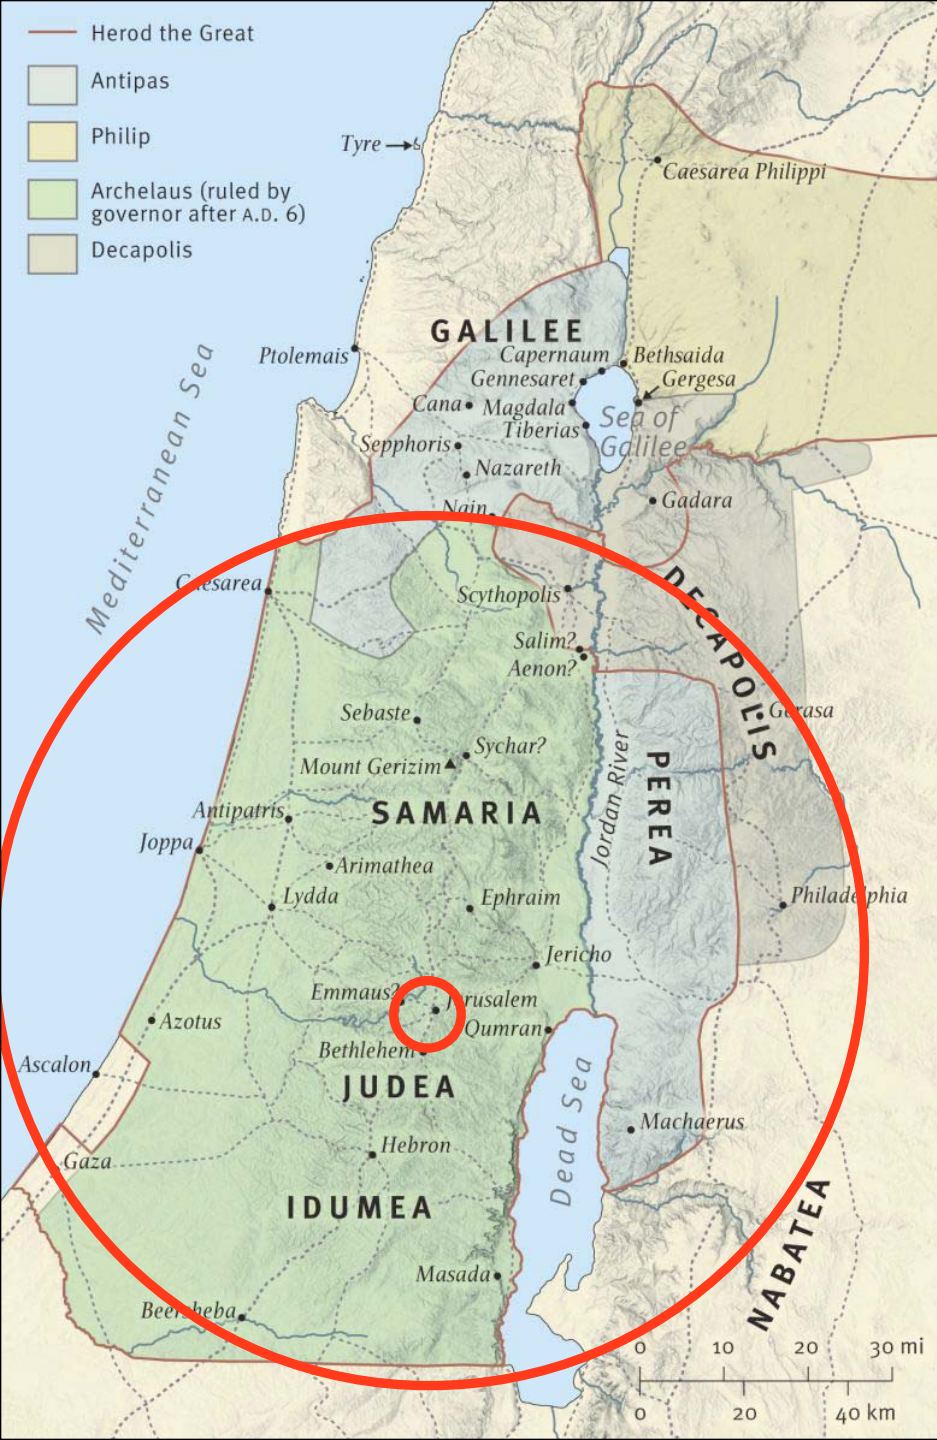 Herod the Great
Antipas
Philip
Archelaus (ruled by
governor after A.D. 6)
Decapolis
Tyre
Caesarea Philippi
GALILEE
Ptolemais
Capernaum
Bethsaida
Gennesaret
Gergesa
Cana
Magdala
Sea of
Galilee
Tiberias
Sepphoris
Nazareth
Mediterranean Sea
Nain
Gadara
Caesarea
Scythopolis
DECAPOLIS
Salim?
Aenon?
Sebaste
Gerasa
Sychar?
Mount Gerizim
Jordan River
PEREA
Antipatris
SAMARIA
Joppa
Arimathea
Lydda
Ephraim
Philadelphia
Jericho
Emmaus?
Jerusalem
Azotus
Qumran
Bethlehem
Ascalon
JUDEA
Dead Sea
Machaerus
Hebron
Gaza
IDUMEA
NABATEA
Masada
Beersheba
0 10 20 30 mi
0 20 40 km